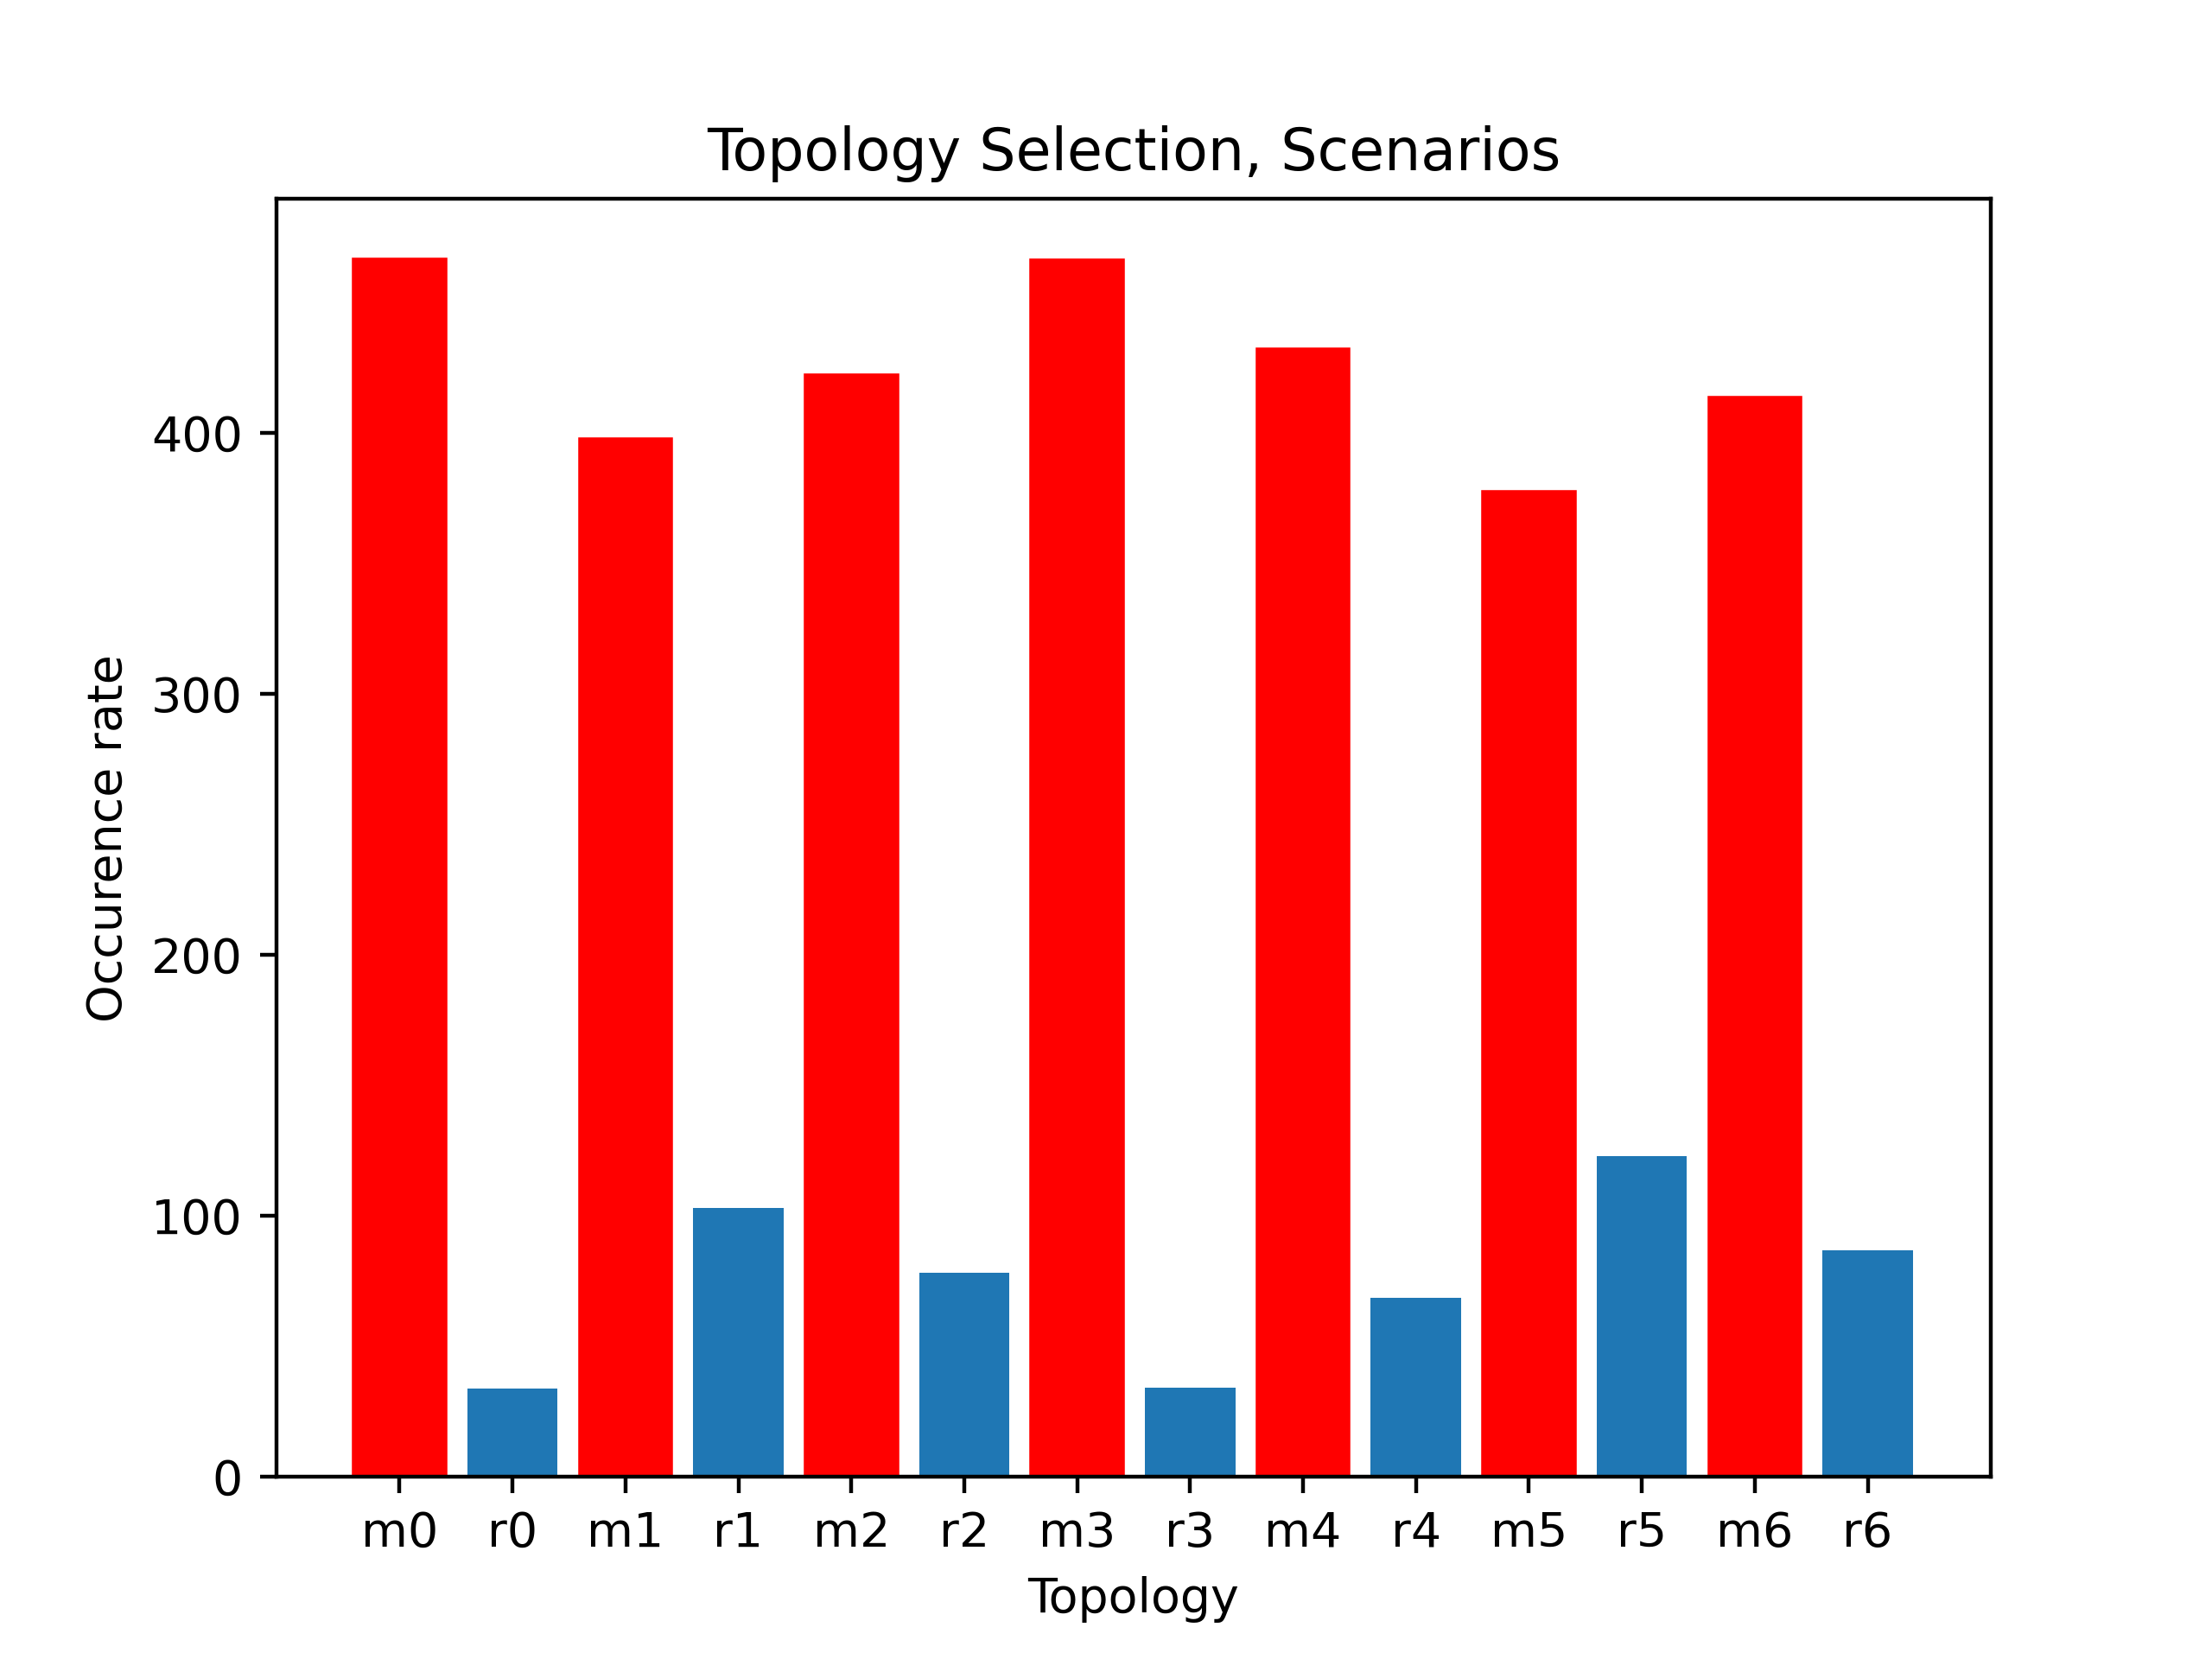 Topology Selection, Scenarios
Occurence rate
400
300
200
100
0
m0 r0 m1 r1 m2 r2 m3 r3 m4 r4 m5 r5 m6 r6
Topology